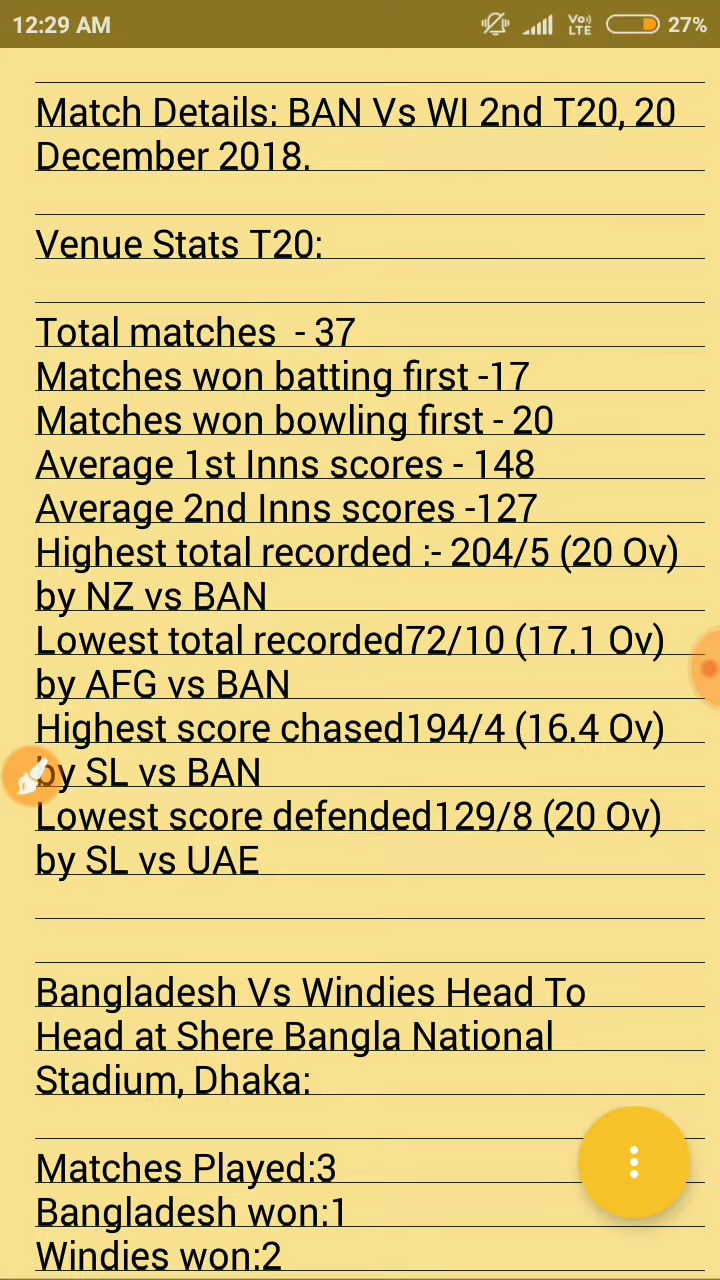 12:29 AM
Vo) LTE
27%
Match Details: BAN Vs WI 2nd T20, 20
December 2018.
Venue Stats T20:
Total matches  - 37
Matches won batting first -17
Matches won bowling first - 20
Average 1st Inns scores - 148
Average 2nd Inns scores -127
Highest total recorded :- 204/5 (20 Ov)
by NZ vs BAN
Lowest total recorded72/10 (17.1 Ov)
by AFG vs BAN
Highest score chased194/4 (16.4 Ov)
by SL vs BAN
Lowest score defended129/8 (20 Ov)
by SL vs UAE
Bangladesh Vs Windies Head To
Head at Shere Bangla National
Stadium, Dhaka:
Matches Played:3
Bangladesh won:1
Windies won:2